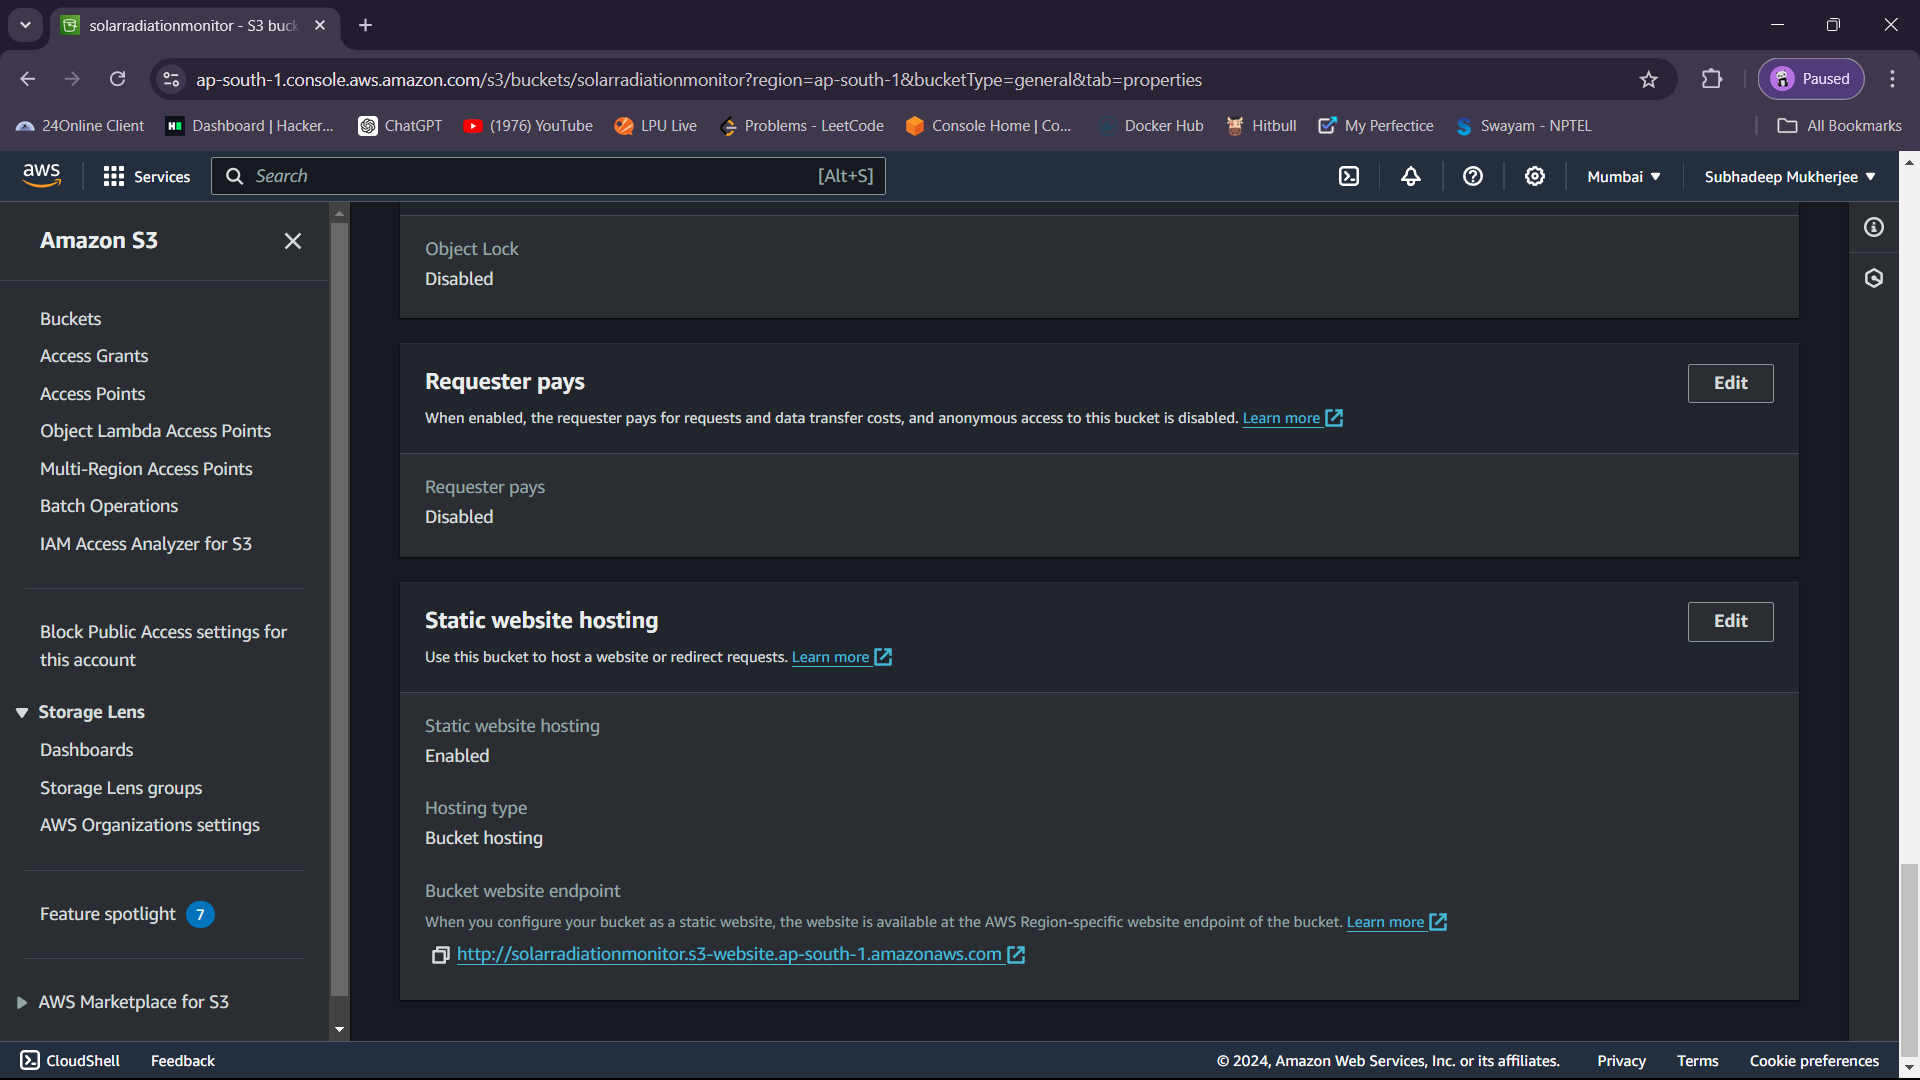 solarradiationmonitor - S3 buck
ap-south-1.console.aws.amazon.com/s3/buckets/solarradiationmonitor?region=ap-south-1&bucketType=general&tab=properties
Paused
24Online Client
Dashboard | Hacker...
ChatGPT
(1976) YouTube
LPU Live
Problems - LeetCode
Console Home | Co...
Docker Hub
Hitbull
My Perfectice
Swayam - NPTEL
All Bookmarks
aws
Services
Search
[Alt+S]
Mumbai
Subhadeep Mukherjee
Amazon S3
Buckets
Access Grants
Access Points
Object Lambda Access Points
Multi-Region Access Points
Batch Operations
IAM Access Analyzer for S3
Block Public Access settings for
this account
Storage Lens
Dashboards
Storage Lens groups
AWS Organizations settings
Feature spotlight 7
AWS Marketplace for S3
Object Lock
Disabled
Requester pays
Edit
When enabled, the requester pays for requests and data transfer costs, and anonymous access to this bucket is disabled. Learn more
Requester pays
Disabled
Static website hosting
Edit
Use this bucket to host a website or redirect requests. Learn more
Static website hosting
Enabled
Hosting type
Bucket hosting
Bucket website endpoint
When you configure your bucket as a static website, the website is available at the AWS Region-specific website endpoint of the bucket. Learn more
http://solarradiationmonitor.s3-website.ap-south-1.amazonaws.com
CloudShell
Feedback
© 2024, Amazon Web Services, Inc. or its affiliates.
Privacy
Terms
Cookie preferences